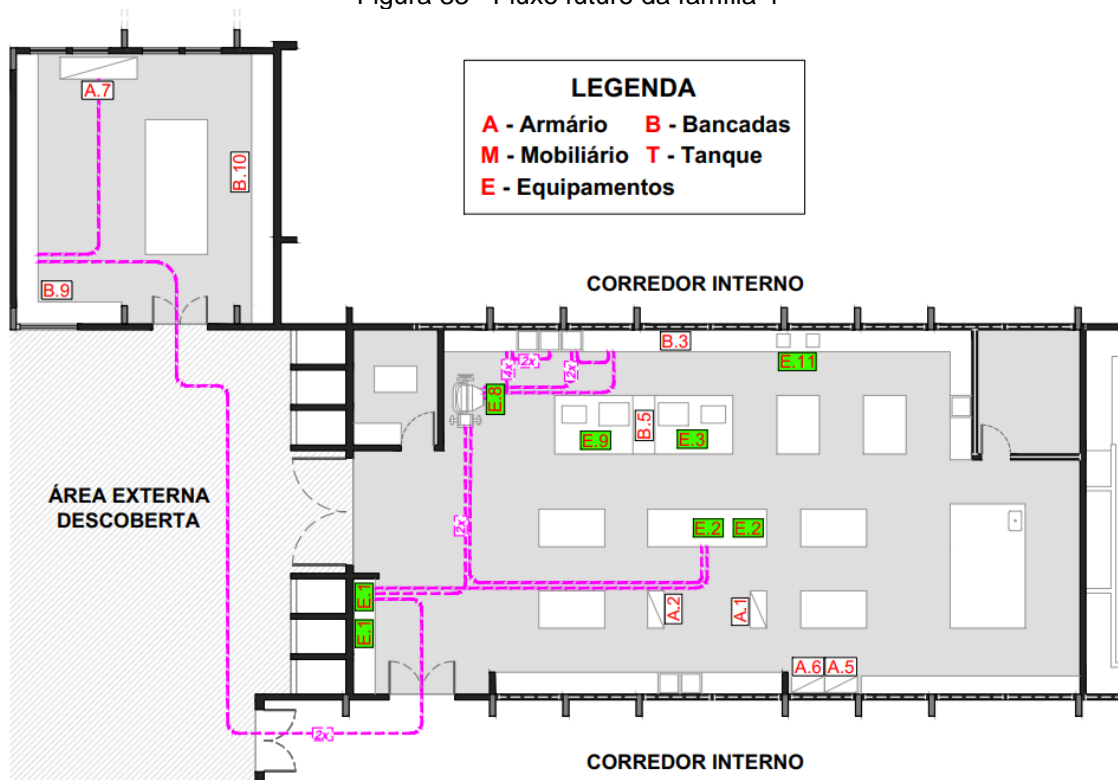 LEGENDA
A - Armário B - Bancadas
M - Mobiliário T - Tanque
E - Equipamentos
A.7
B.10
B.9
CORREDOR INTERNO
B.3
E.11
2x
4x
2x
E.8
E.9
B.5
E.3
ÁREA EXTERNA
DESCOBERTA
2x
E.2
E.2
E.1
E.1
A.2
A.1
A.6
A.5
2x
CORREDOR INTERNO